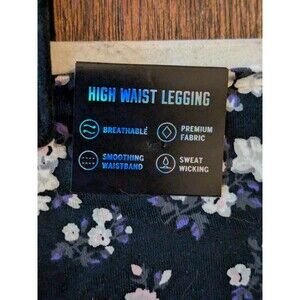 HIGH WAIST LEGGING
BREATHABLE
PREMIUM
FABRIC
SMOOTHING
WAISTBAND
SWEAT
WICKING